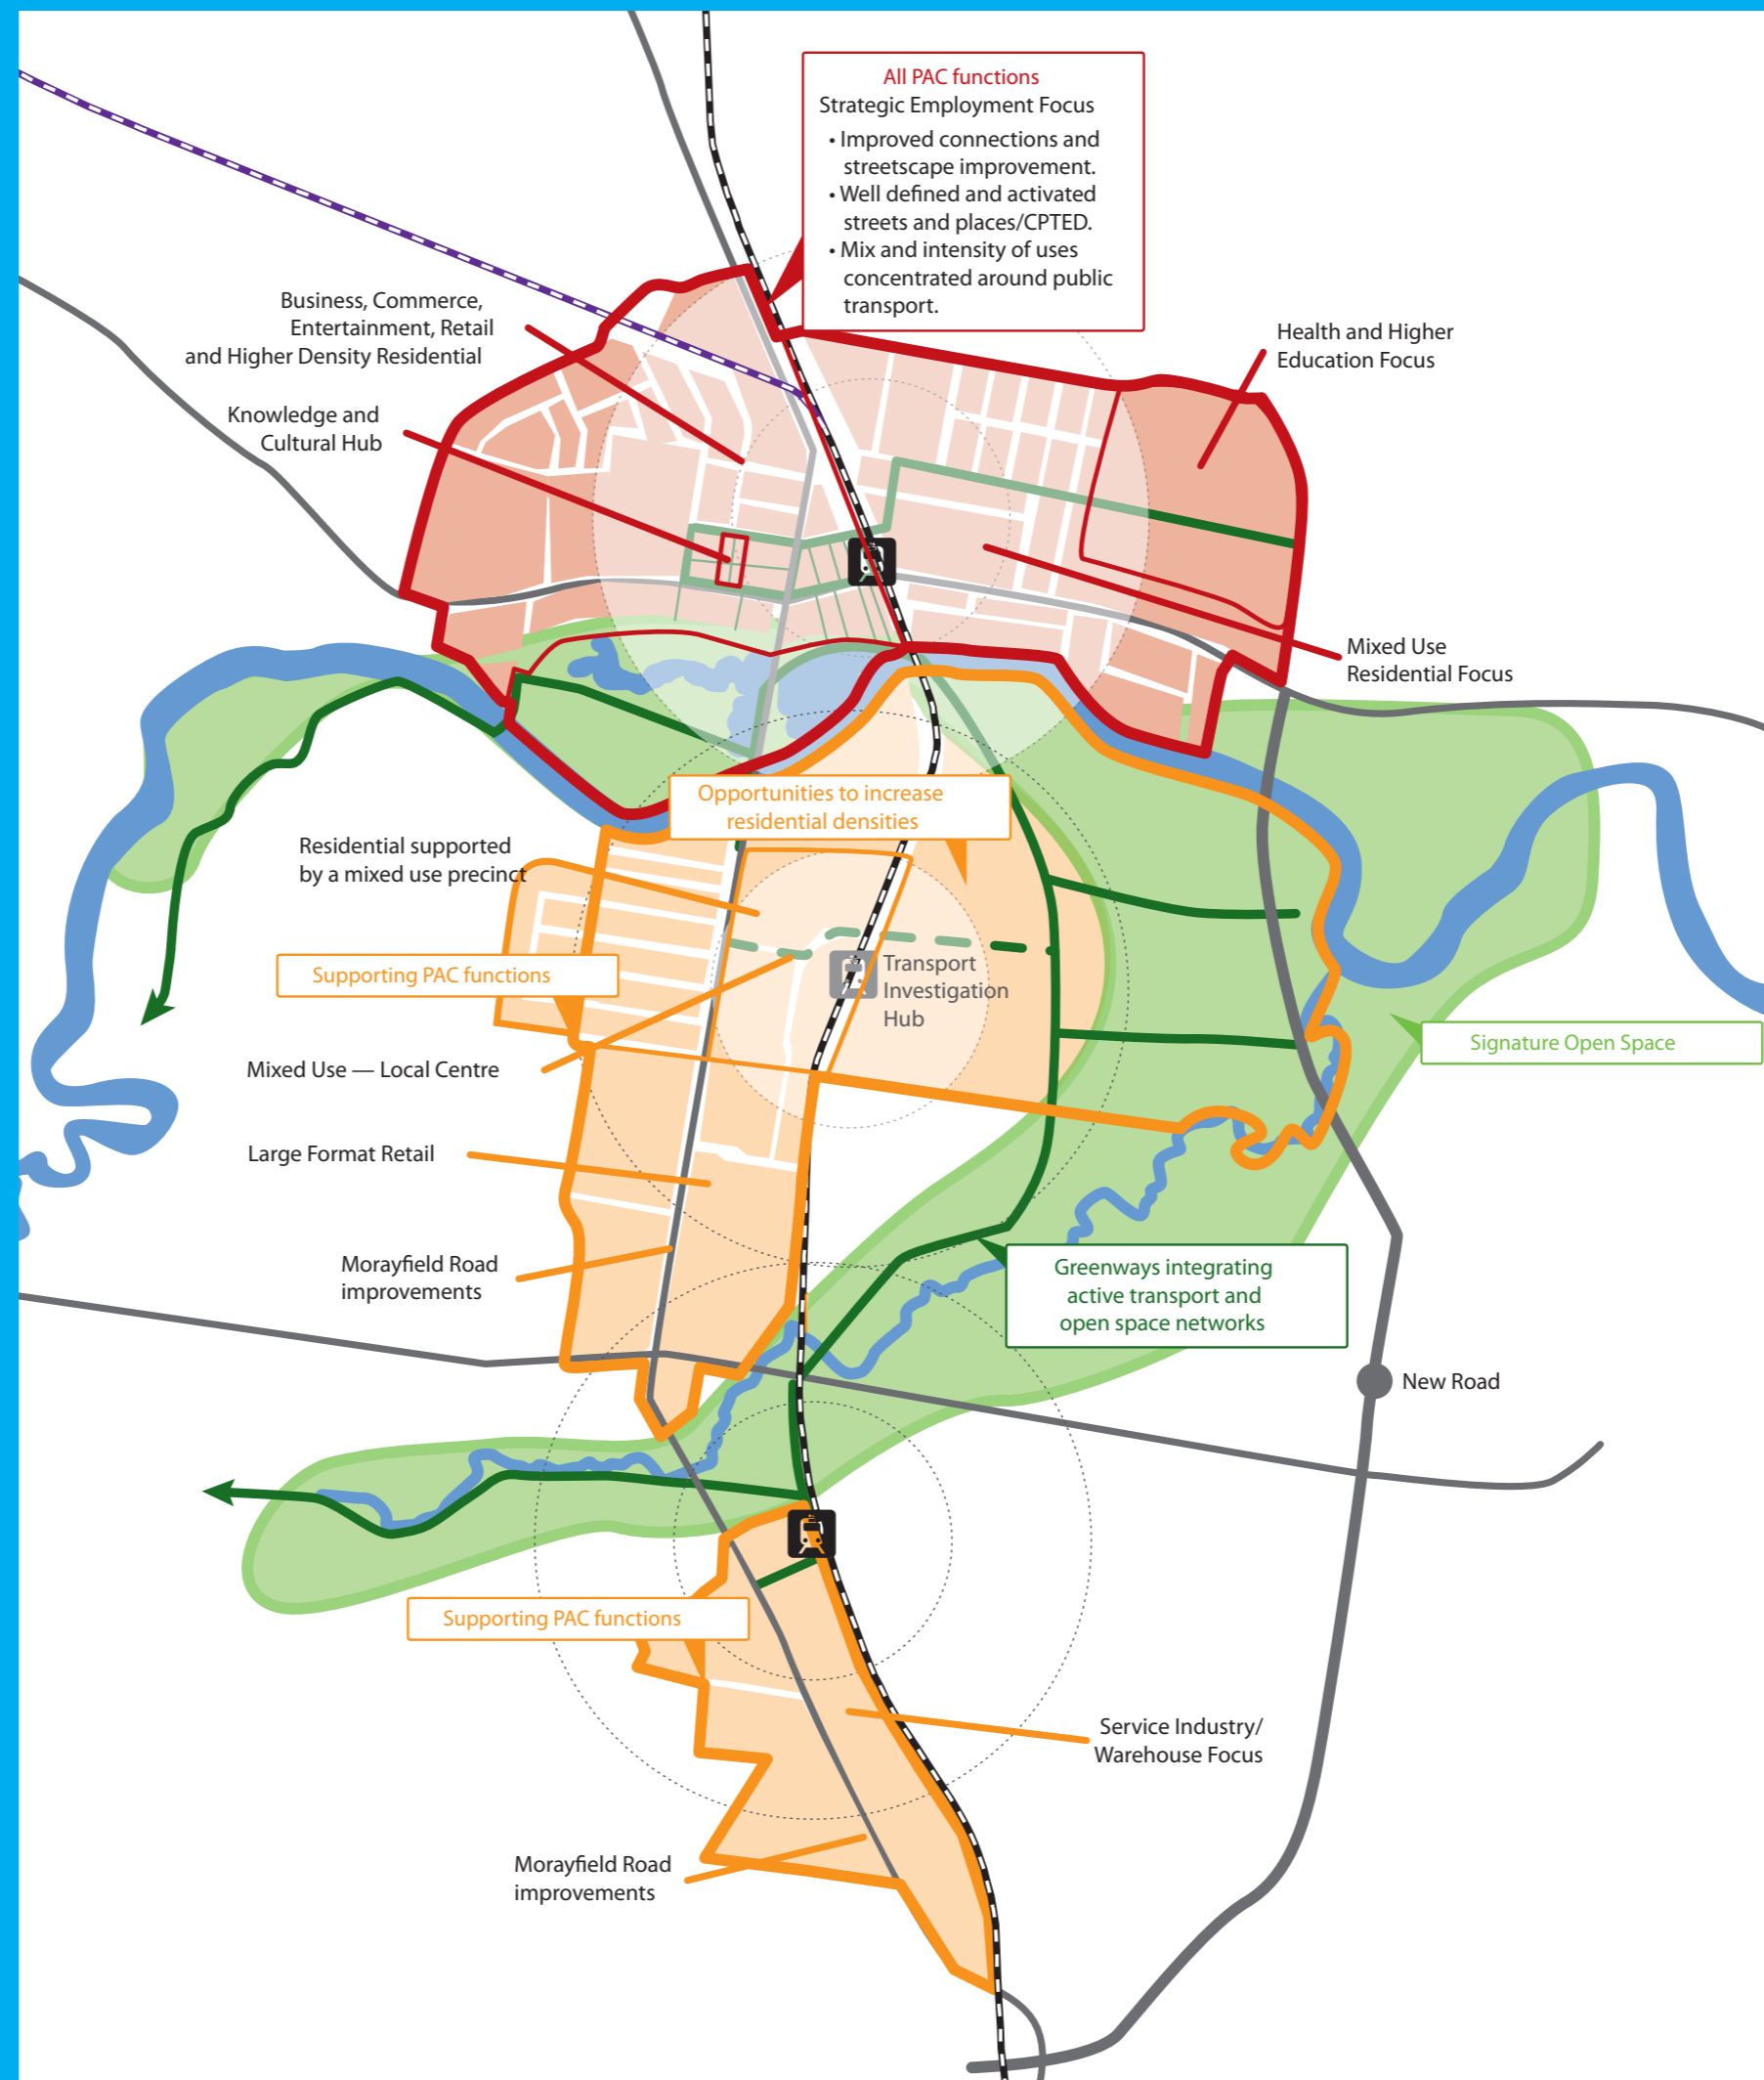 All PAC functions
Strategic Employment Focus
• Improved connections and
streetscape improvement.
• Well defined and activated
streets and places/CPTED.
• Mix and intensity of uses
concentrated around public
transport.
Business, Commerce,
Entertainment, Retail
and Higher Density Residential
Health and Higher
Education Focus
Knowledge and
Cultural Hub
Mixed Use
Residential Focus
Opportunities to increase
residential densities
Residential supported
by a mixed use precinct
Supporting PAC functions
Transport
Investigation
Hub
Signature Open Space
Mixed Use — Local Centre
Large Format Retail
Morayfield Road
improvements
Greenways integrating
active transport and
open space networks
New Road
Supporting PAC functions
Service Industry/
Warehouse Focus
Morayfield Road
improvements